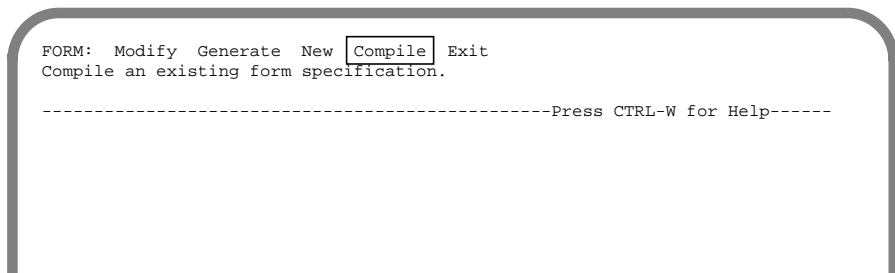 FORM: Modify Generate New Compile Exit
Compile an existing form specification.
-------------------------------------------------Press CTRL-W for Help------